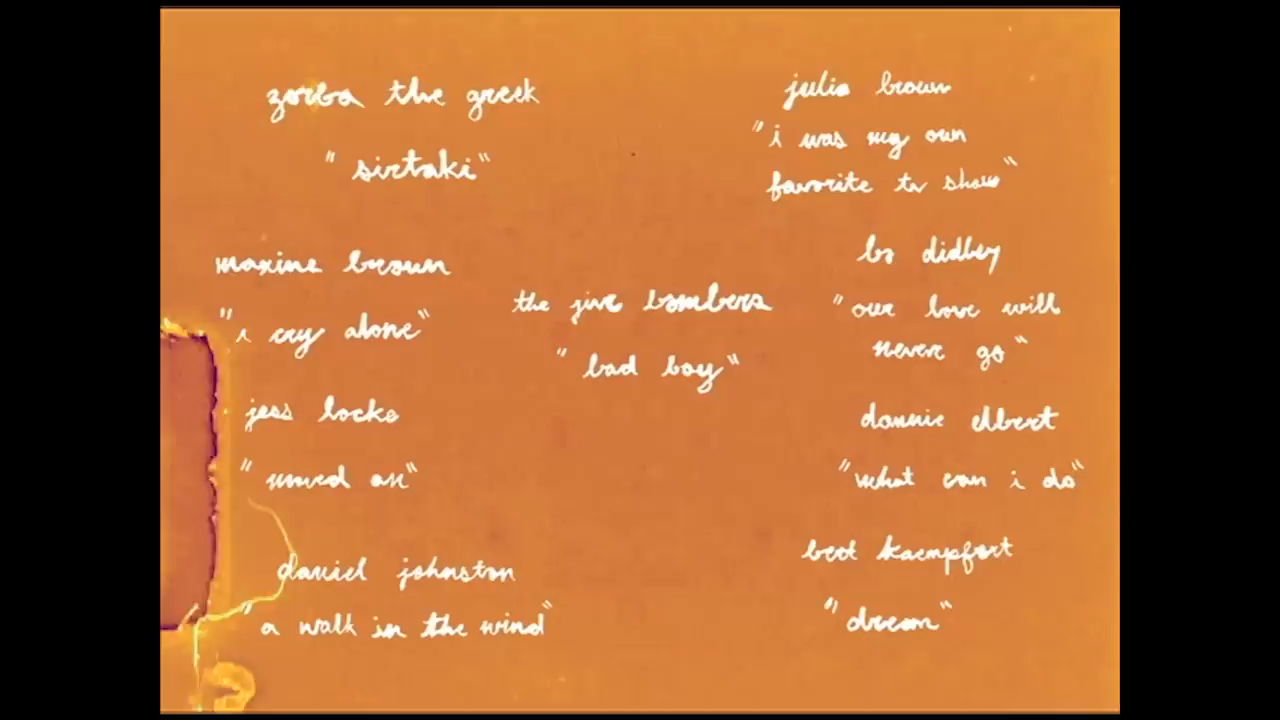 zorba the greek
"sirtaki"
maxine brown
"i cry alone"
jess locke
"moved on"
daniel johnston
"a walk in the wind"
the jive bombers
"bad boy"
julia brown
"i was my own
favorite tv show"
bo didley
"our love will
never go"
donnie elbert
"what can i do"
bert kaempfert
"dream"